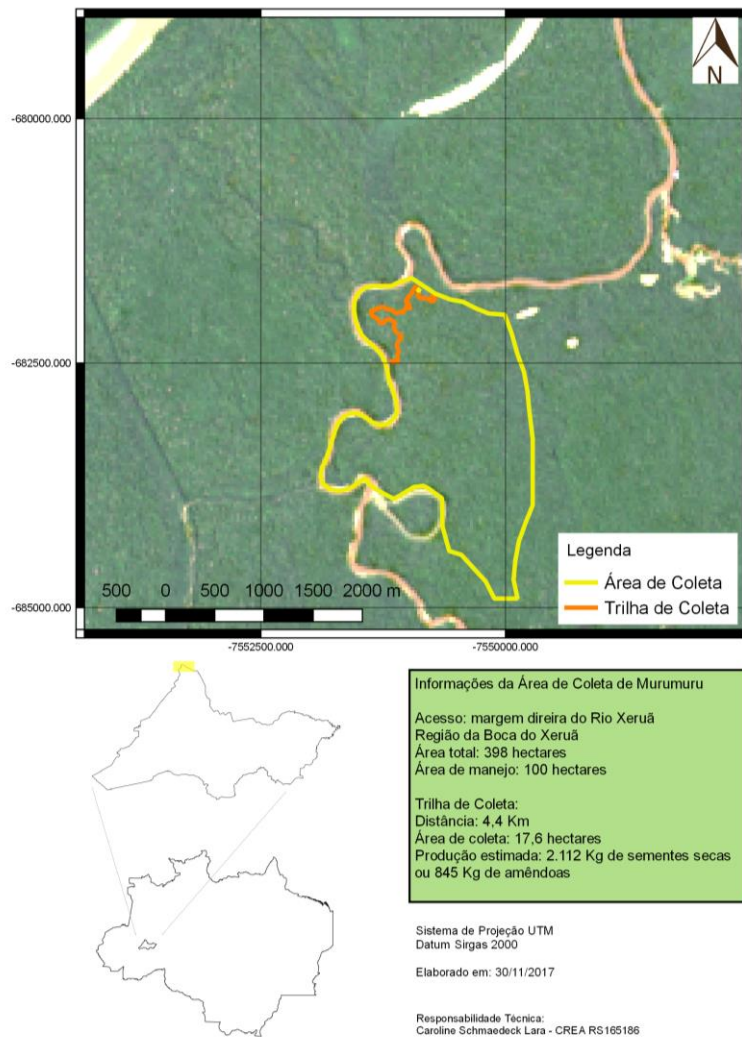 N
-680000.000
-682500.000
Legenda
Área de Coleta
Trilha de Coleta
500 0 500 1000 1500 2000 m
-685000.000
-7552500.000 -7550000.000
Informações da Área de Coleta de Murumuru
Acesso: margem direira do Rio Xeruã
Região da Boca do Xeruã
Área total: 398 hectares
Área de manejo: 100 hectares
Trilha de Coleta:
Distância: 4,4 Km
Área de coleta: 17,6 hectares
Produção estimada: 2.112 Kg de sementes secas
ou 845 Kg de amêndoas
Sistema de Projeção UTM
Datum Sirgas 2000
Elaborado em: 30/11/2017
Responsabilidade Técnica:
Caroline Schmaedeck Lara - CREA RS165186